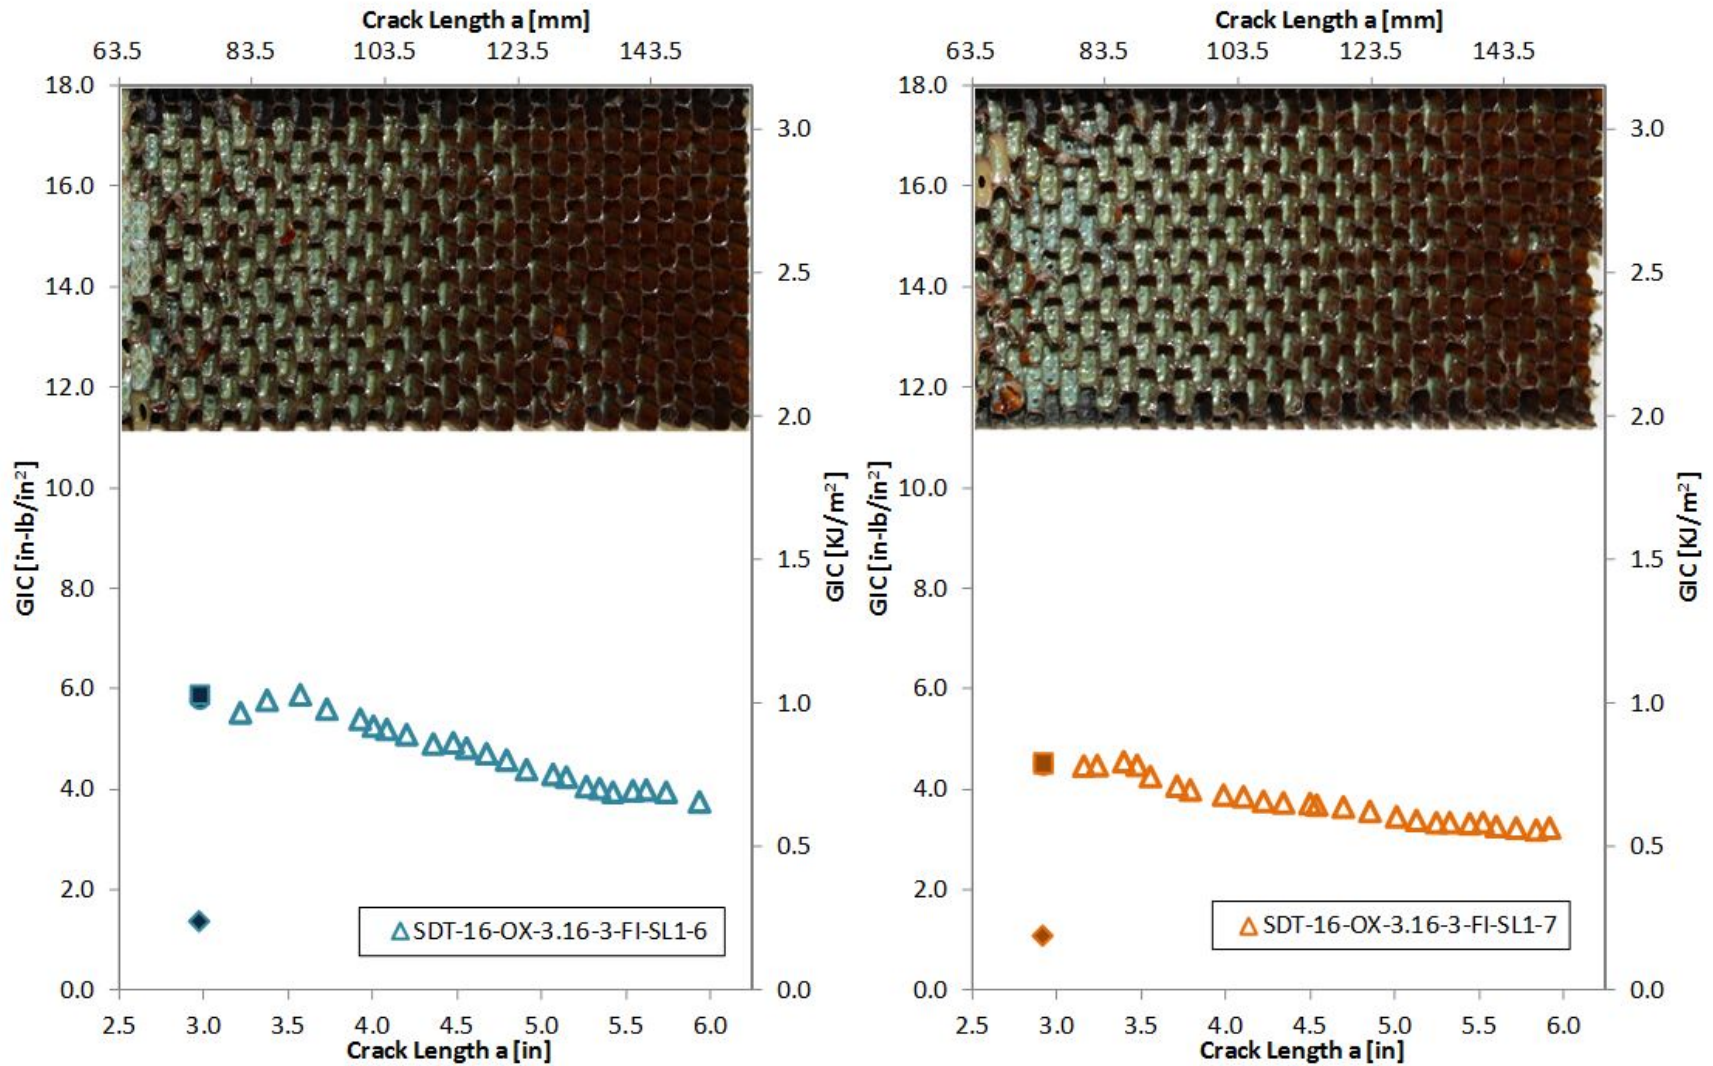 Crack Length a [mm]
63.5 83.5 103.5 123.5 143.5
18.0
16.0
14.0
12.0
10.0
8.0
6.0
4.0
2.0
0.0
GIC [in-lb/in²]
3.0
2.5
2.0
1.5
1.0
0.5
0.0
GIC [KJ/m²]
SDT-16-OX-3.16-3-FI-SL1-6
2.5 3.0 3.5 4.0 4.5 5.0 5.5 6.0
Crack Length a [in]
Crack Length a [mm]
63.5 83.5 103.5 123.5 143.5
18.0
16.0
14.0
12.0
10.0
8.0
6.0
4.0
2.0
0.0
GIC [in-lb/in²]
3.0
2.5
2.0
1.5
1.0
0.5
0.0
GIC [KJ/m²]
SDT-16-OX-3.16-3-FI-SL1-7
2.5 3.0 3.5 4.0 4.5 5.0 5.5 6.0
Crack Length a [in]